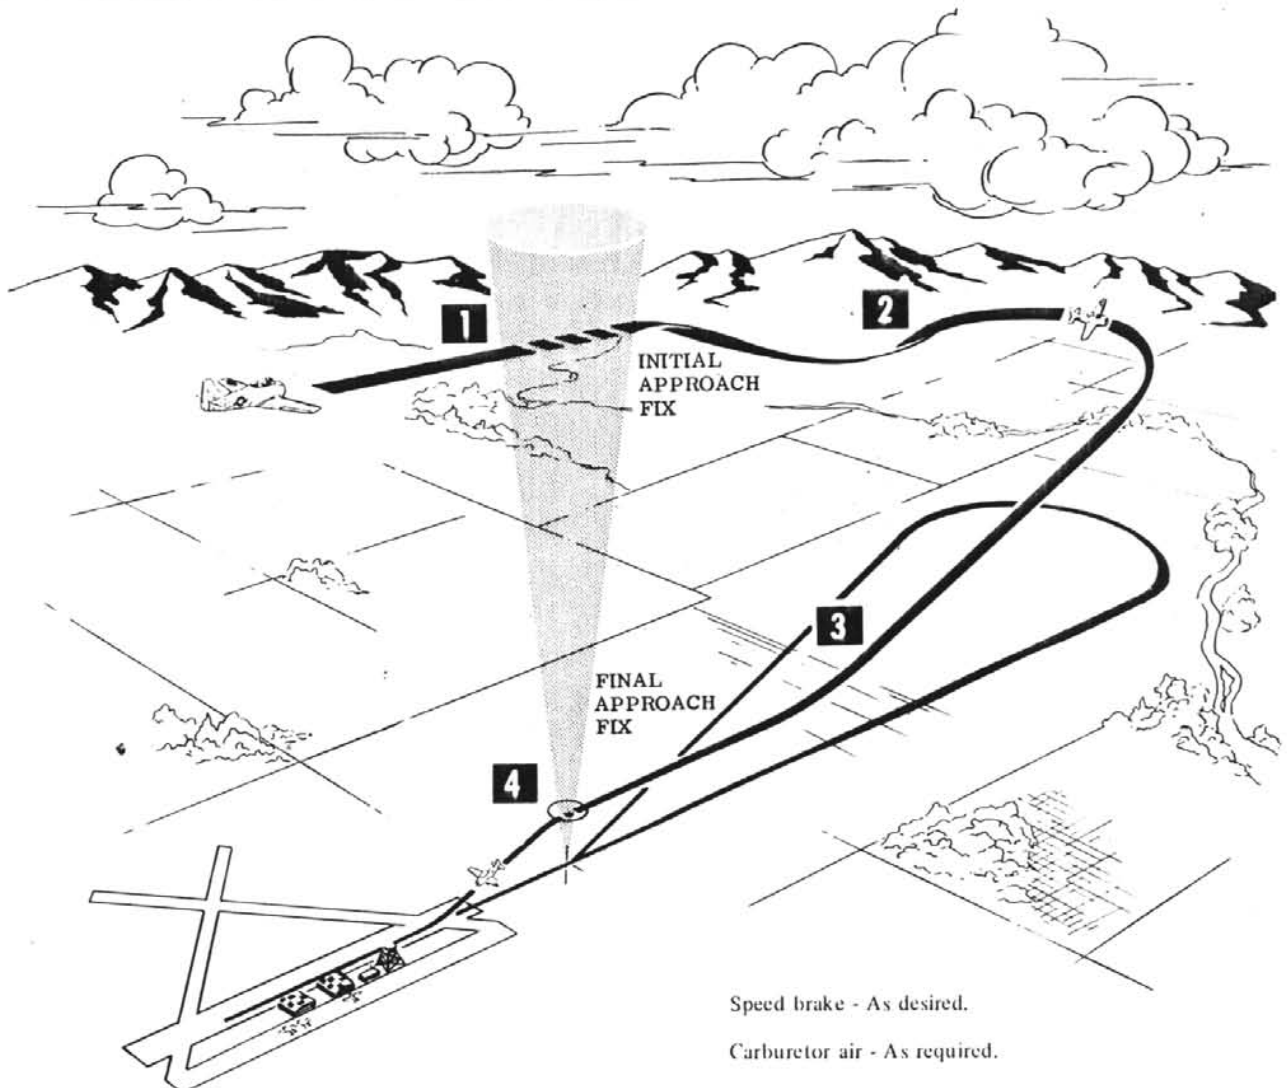 1
2
INITIAL
APPROACH
FIX
3
FINAL
APPROACH
FIX
4
Speed brake - As desired.
Carburetor air - As required.